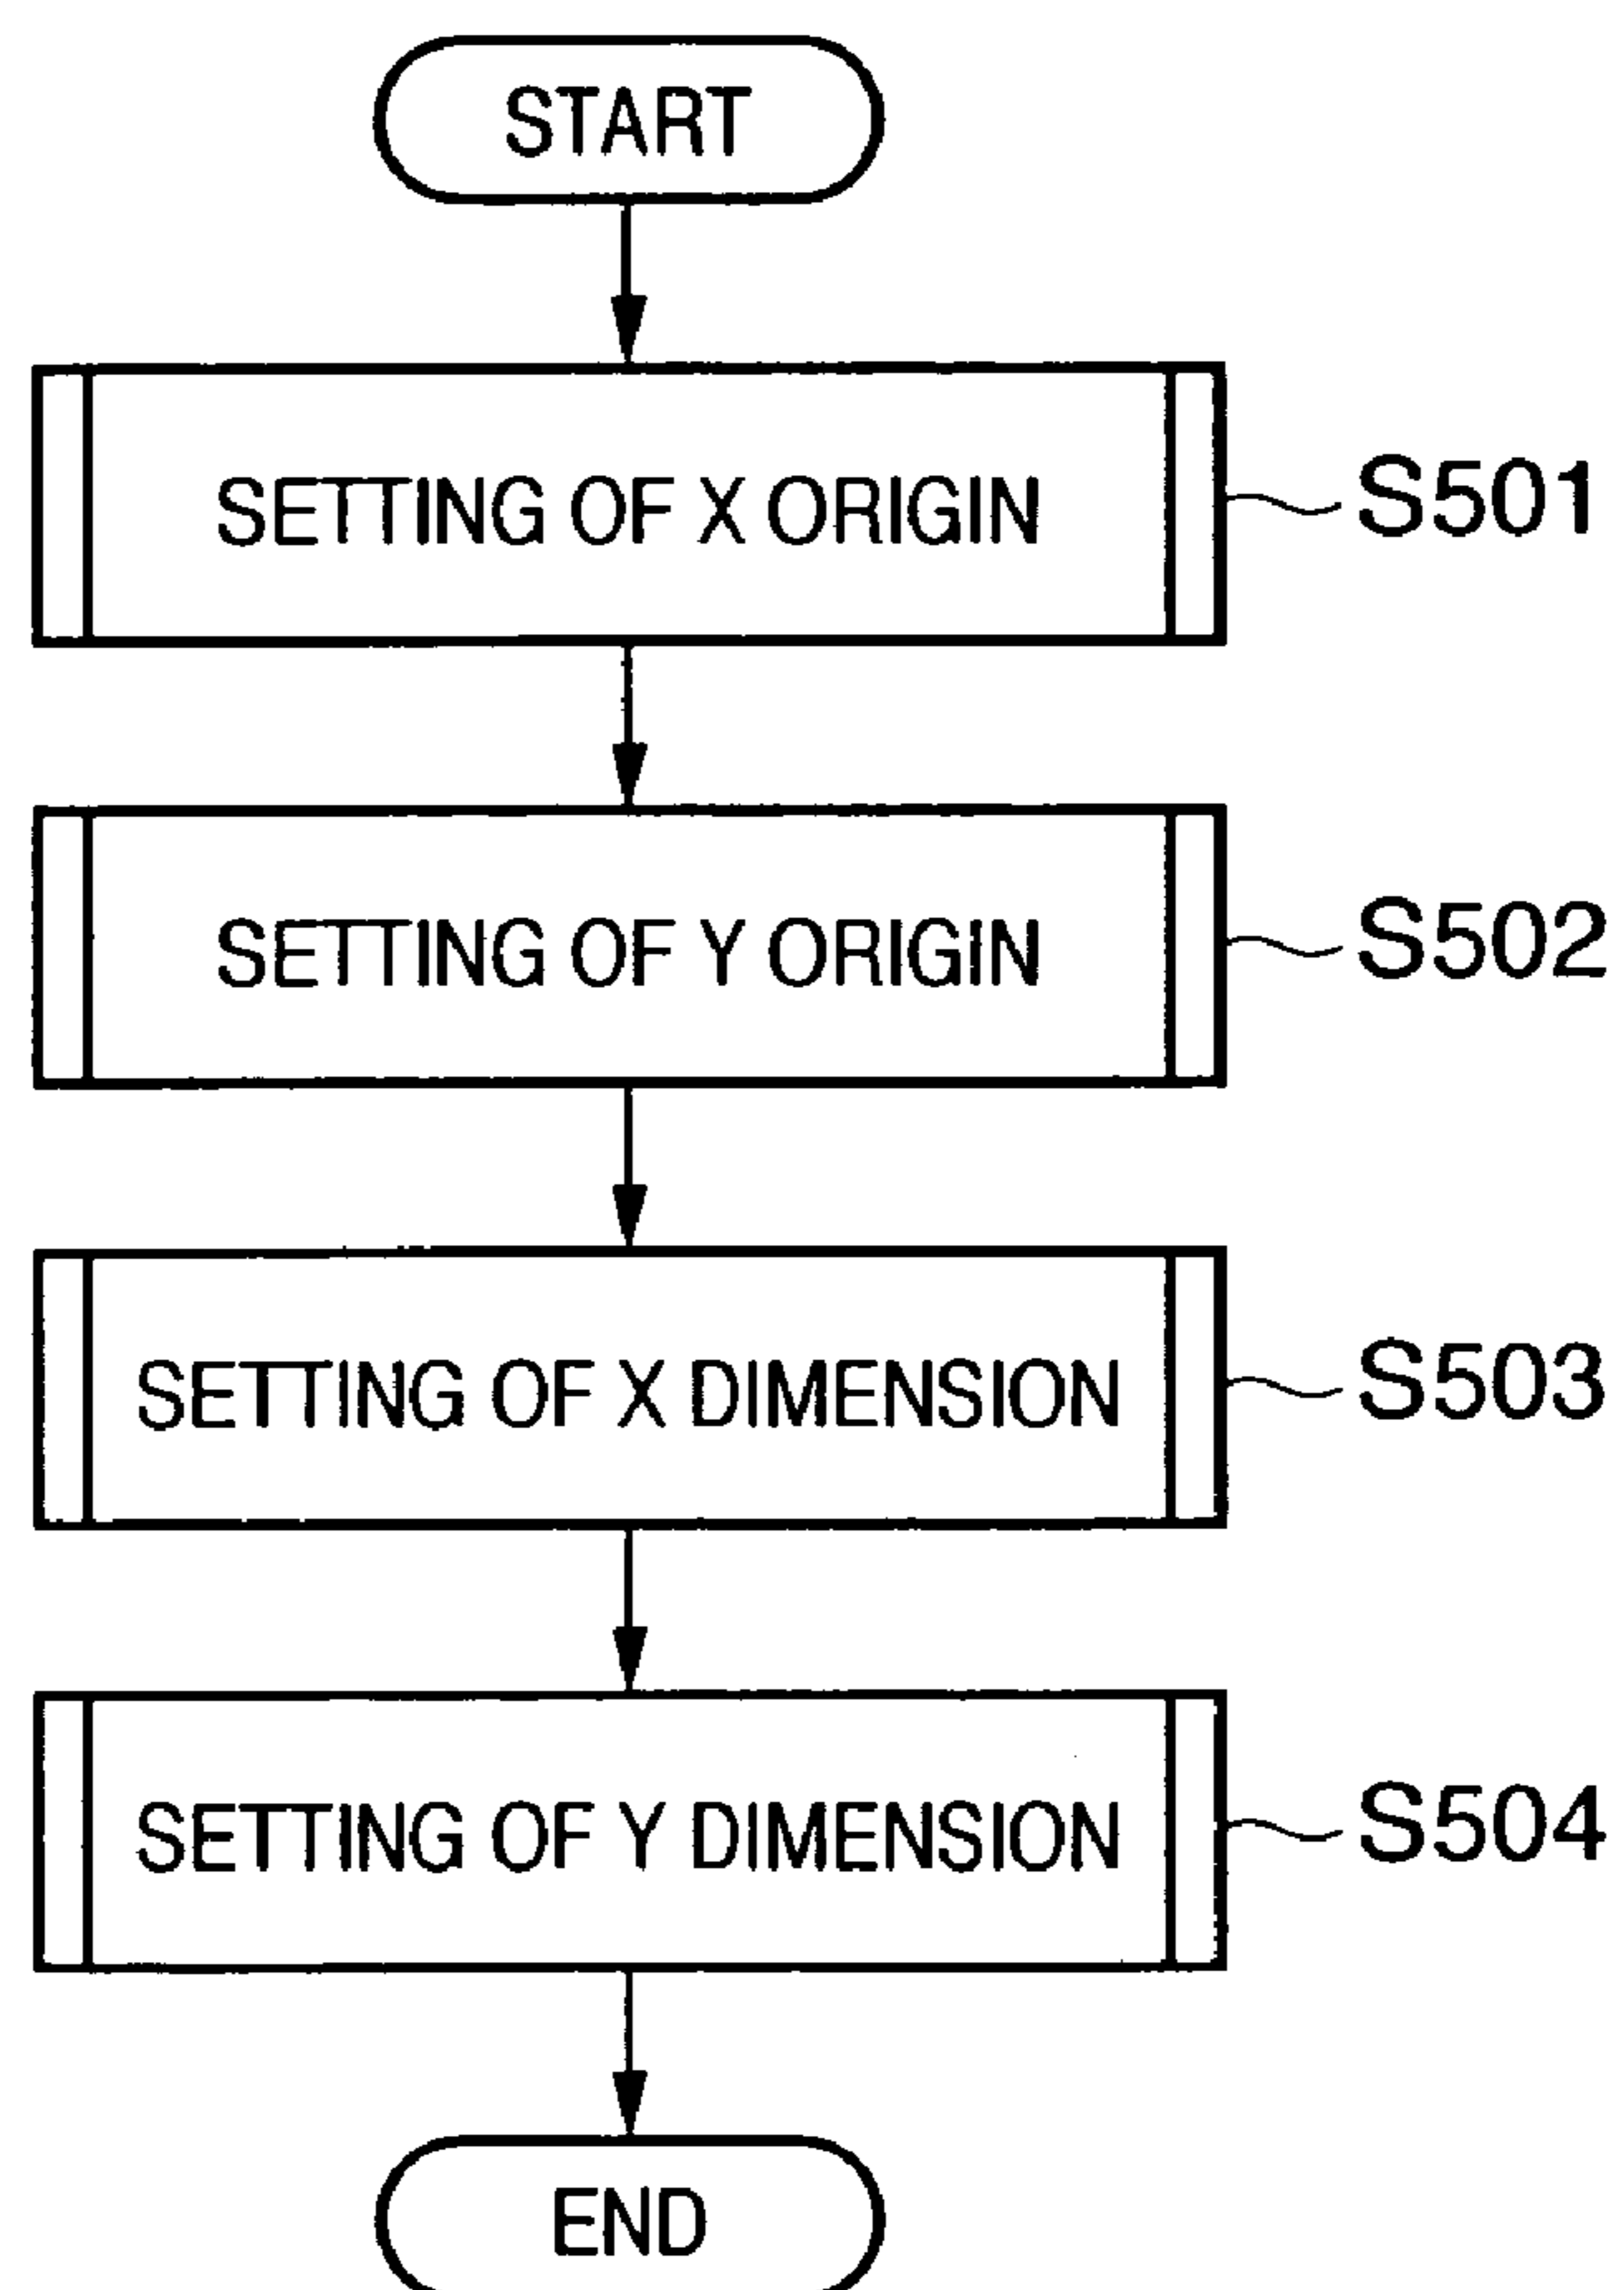 START
SETTING OF X ORIGIN
S501
SETTING OF Y ORIGIN
S502
SETTING OF X DIMENSION
S503
SETTING OF Y DIMENSION
S504
END